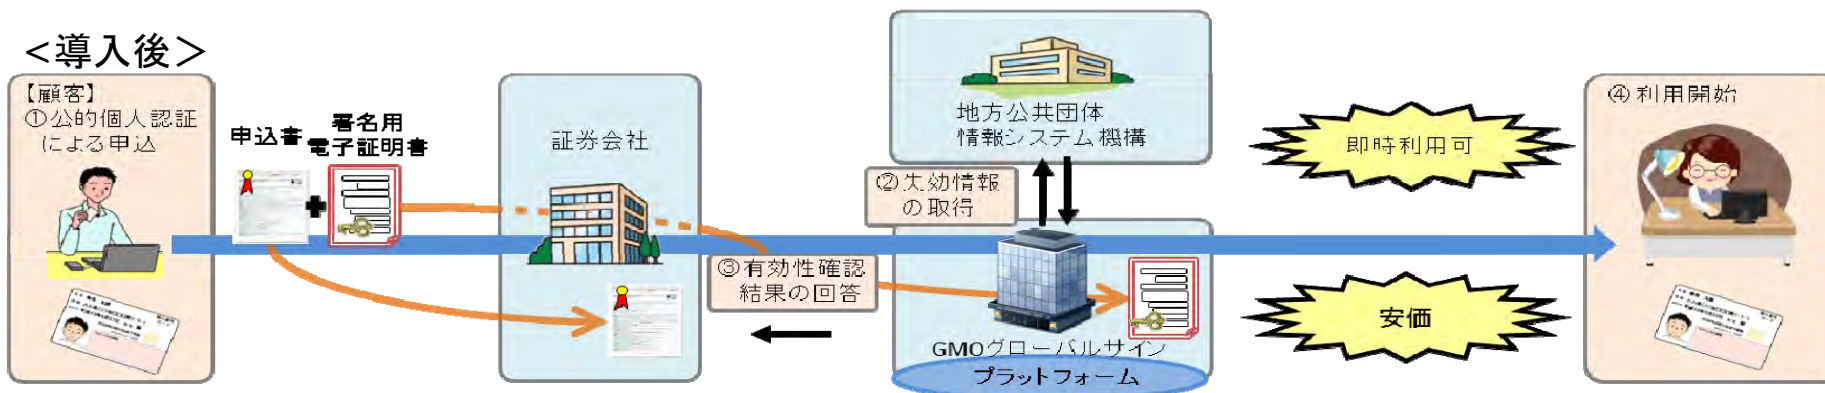 ＜導入後＞
【顧客】
①公的個人認証
による申込
申込書
署名用
電子証明書
証券会社
地方公共団体
情報システム機構
②失効情報
の取得
③有効性確認
結果の回答
GMOグローバルサイン
プラットフォーム
即時利用可
安価
④利用開始